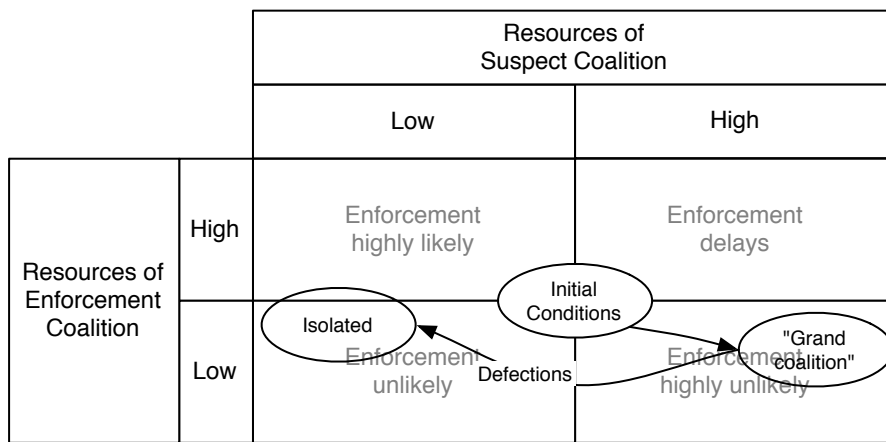 Resources of
Suspect Coalition
Low
High
Resources of
Enforcement
Coalition
High
Enforcement
highly likely
Enforcement
delays
Initial
Conditions
Isolated
"Grand
coalition"
Low
Enforcement
unlikely
Defections
Enforcement
highly unlikely